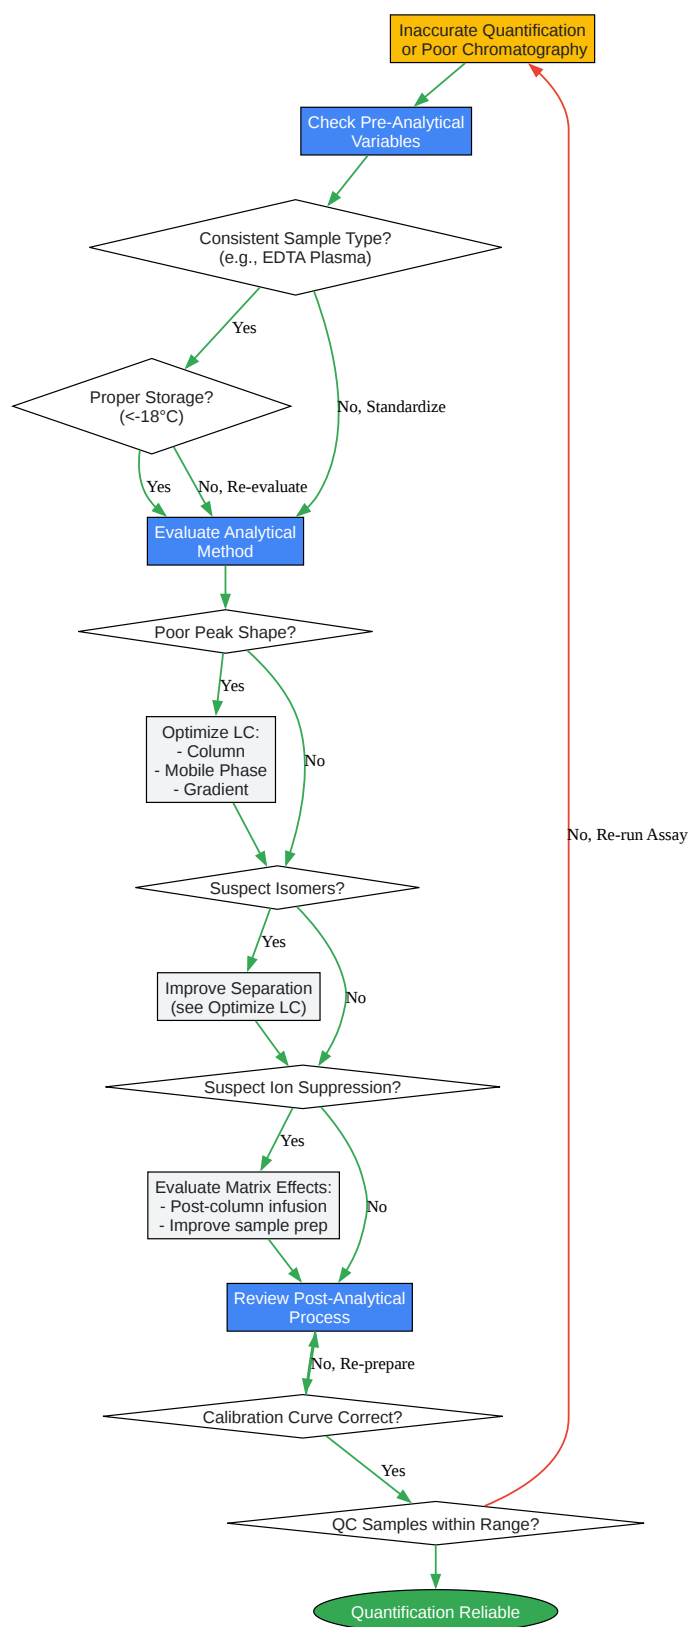 Inaccurate Quantification
or Poor Chromatography
Check Pre-Analytical
Variables
Consistent Sample Type?
(e.g., EDTA Plasma)
Yes
Proper Storage?
(<-18°C)
No, Standardize
Yes
No, Re-evaluate
Evaluate Analytical
Method
Poor Peak Shape?
Yes
Optimize LC:
- Column
- Mobile Phase
- Gradient
No
No, Re-run Assay
Suspect Isomers?
Yes
Improve Separation
(see Optimize LC)
No
Suspect Ion Suppression?
Yes
Evaluate Matrix Effects:
- Post-column infusion
- Improve sample prep
No
Review Post-Analytical
Process
No, Re-prepare
Calibration Curve Correct?
Yes
QC Samples within Range?
Quantification Reliable